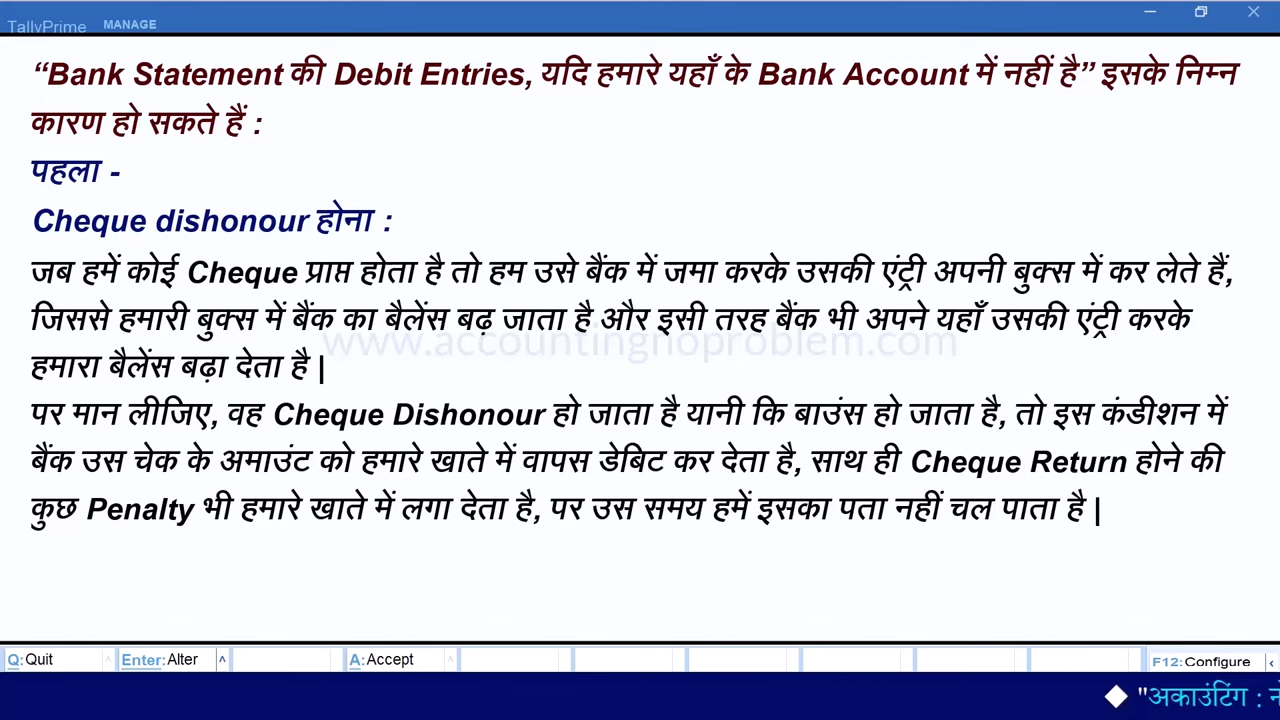 TallyPrime MANAGE
“Bank Statement की Debit Entries, यदि हमारे यहाँ के Bank Account में नहीं है” इसके निम्न
कारण हो सकते हैं :
पहला -
Cheque dishonour होना :
जब हमें कोई Cheque प्राप्त होता है तो हम उसे बैंक में जमा करके उसकी एंट्री अपनी बुक्स में कर लेते हैं,
जिससे हमारी बुक्स में बैंक का बैलेंस बढ़ जाता है और इसी तरह बैंक भी अपने यहाँ उसकी एंट्री करके
www.accountingnoproblem.com
हमारा बैलेंस बढ़ा देता है |
पर मान लीजिए, वह Cheque Dishonour हो जाता है यानी कि बाउंस हो जाता है, तो इस कंडीशन में
बैंक उस चेक के अमाउंट को हमारे खाते में वापस डेबिट कर देता है, साथ ही Cheque Return होने की
कुछ Penalty भी हमारे खाते में लगा देता है, पर उस समय हमें इसका पता नहीं चल पाता है |
Q:Quit Enter:Alter A:Accept F12:Configure
"अकाउंटिंग :